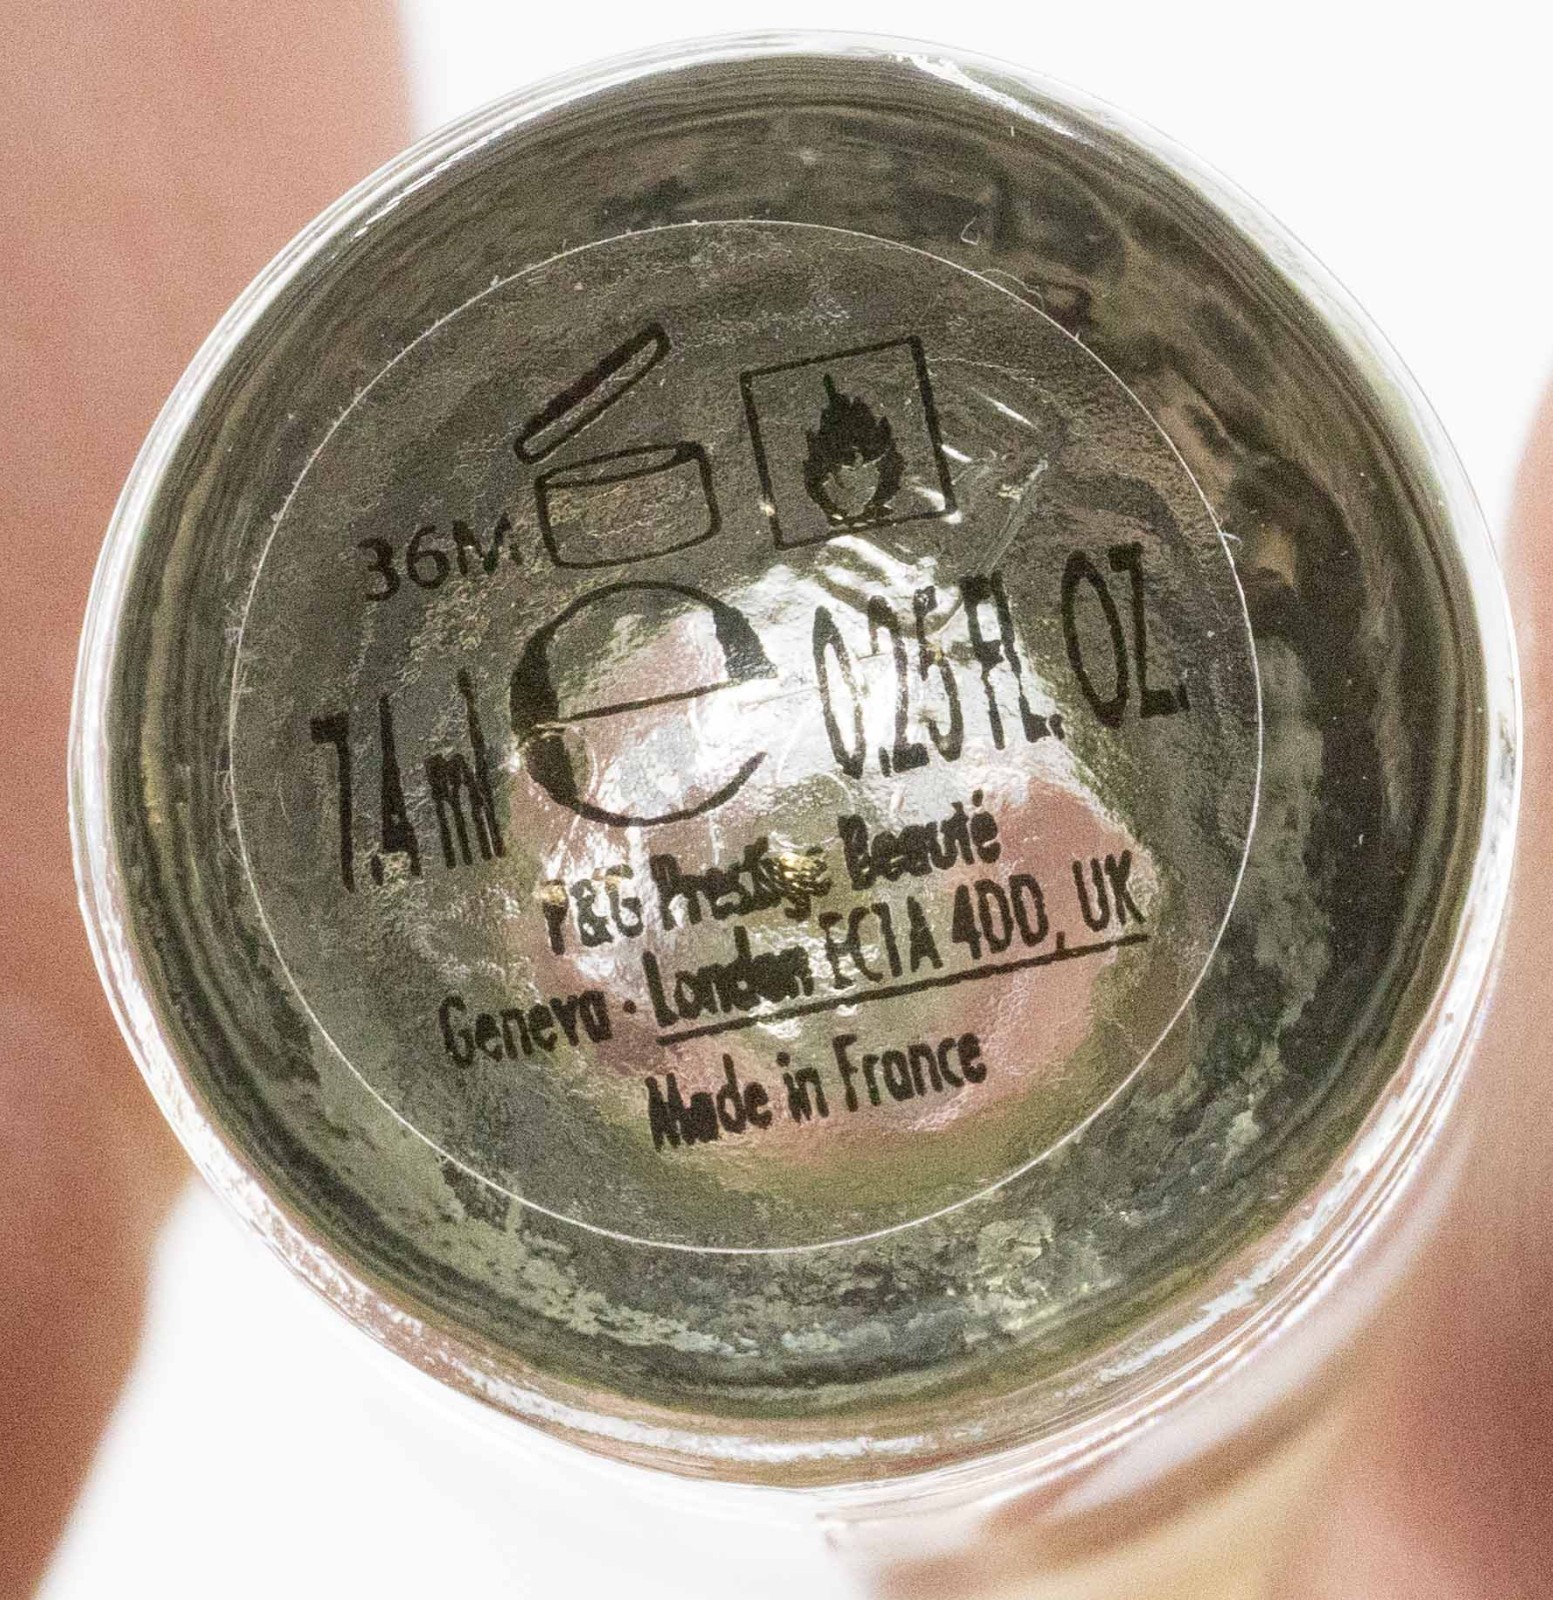 36M
7.4 ml e 0.25 FL. OZ.
P&G Prestige Beauté
Geneva · London EC1A 4DD, UK
Made in France